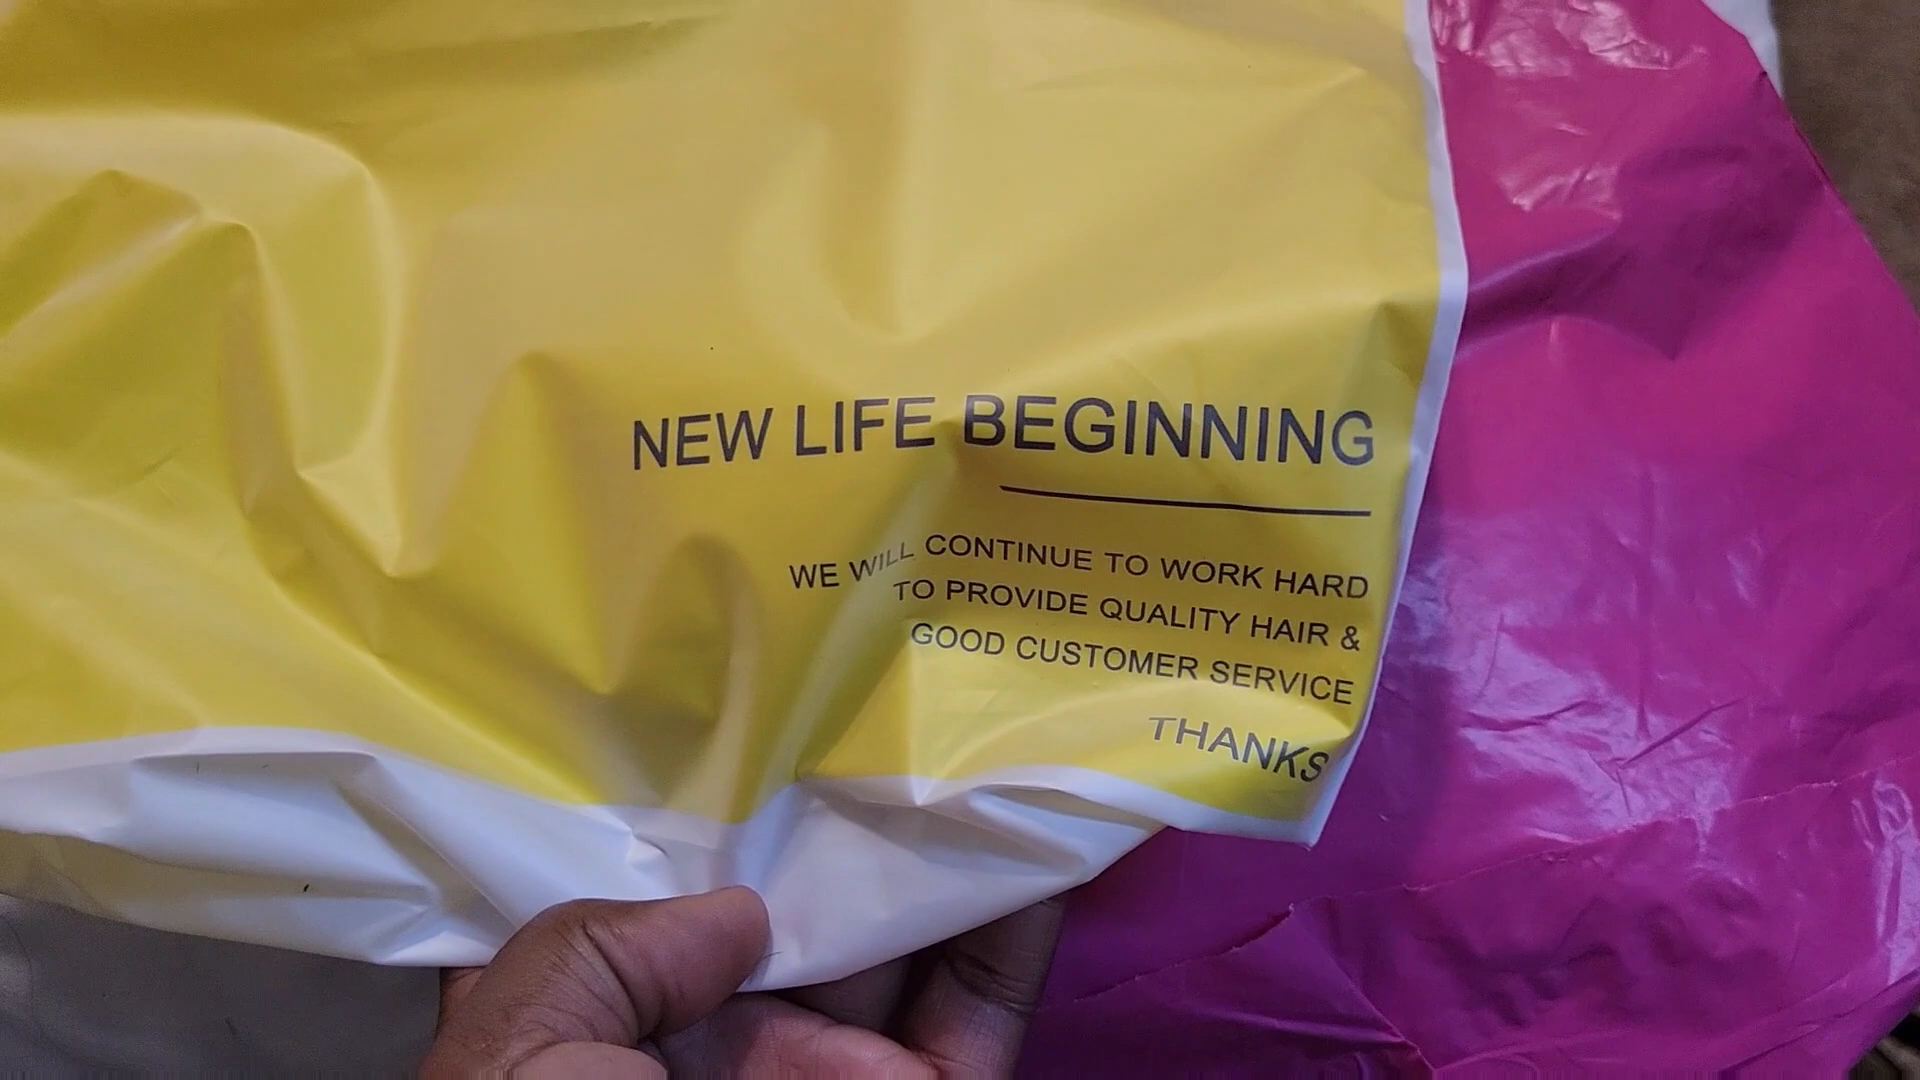 NEW LIFE BEGINNING
WE WILL CONTINUE TO WORK HARD
TO PROVIDE QUALITY HAIR &
GOOD CUSTOMER SERVICE
THANKS